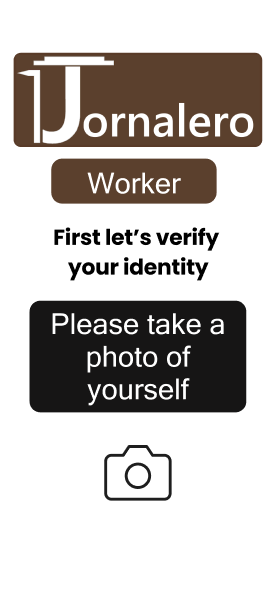 Jornalero
Worker
First let’s verify
your identity
Please take a
photo of
yourself